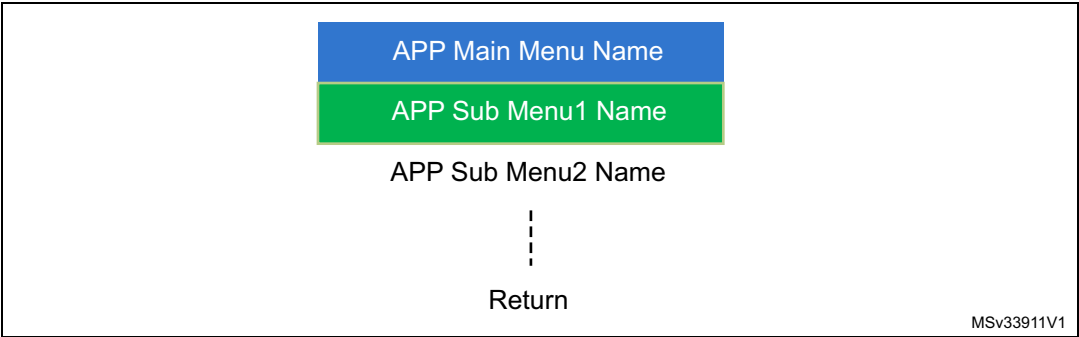 APP Main Menu Name
APP Sub Menu1 Name
APP Sub Menu2 Name
Return
MSv33911V1